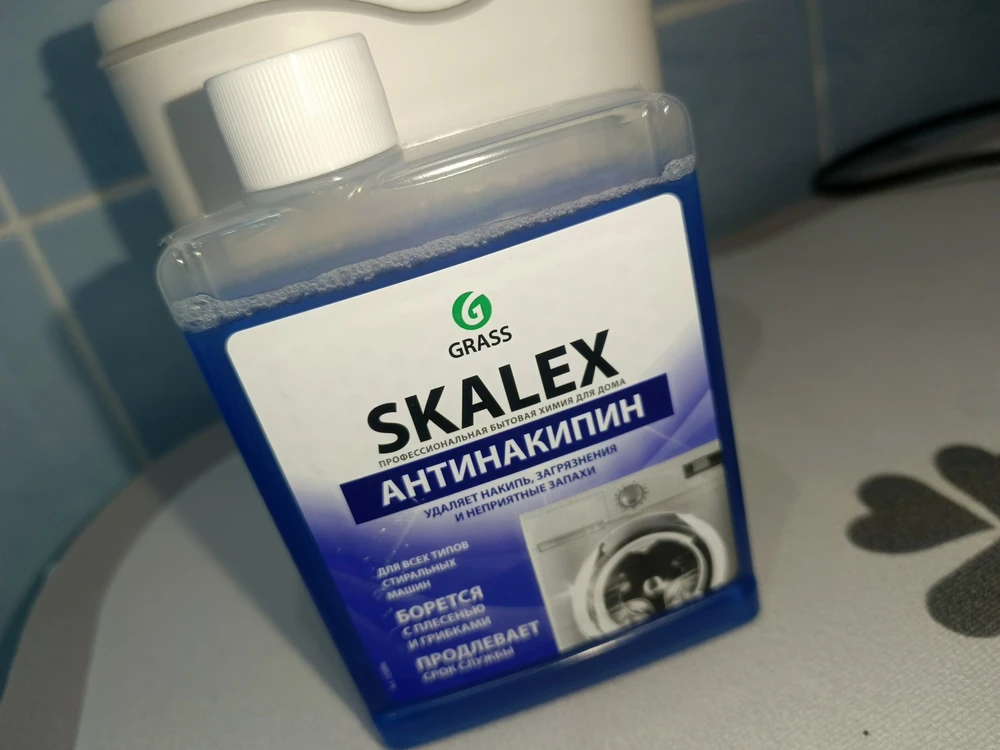 GRASS
SKALEX
ПРОФЕССИОНАЛЬНАЯ БЫТОВАЯ ХИМИЯ ДЛЯ ДОМА
АНТИНАКИПИН
УДАЛЯЕТ НАКИПЬ, ЗАГРЯЗНЕНИЯ
И НЕПРИЯТНЫЕ ЗАПАХИ
ДЛЯ ВСЕХ ТИПОВ
СТИРАЛЬНЫХ
МАШИН
БОРЕТСЯ
С ПЛЕСЕНЬЮ
И ГРИБКАМИ
ПРОДЛЕВАЕТ
СРОК СЛУЖБЫ